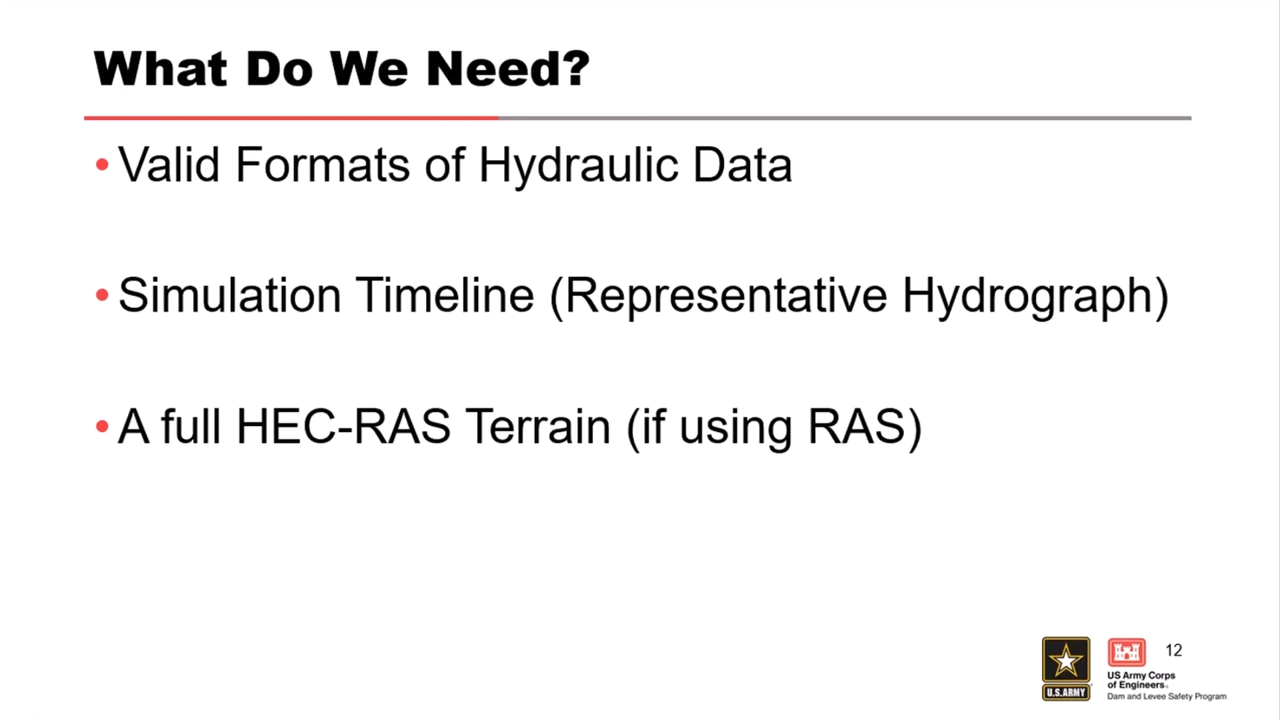 What Do We Need?
• Valid Formats of Hydraulic Data
• Simulation Timeline (Representative Hydrograph)
• A full HEC-RAS Terrain (if using RAS)
12
U.S.ARMY
US Army Corps
of Engineers®
Dam and Levee Safety Program